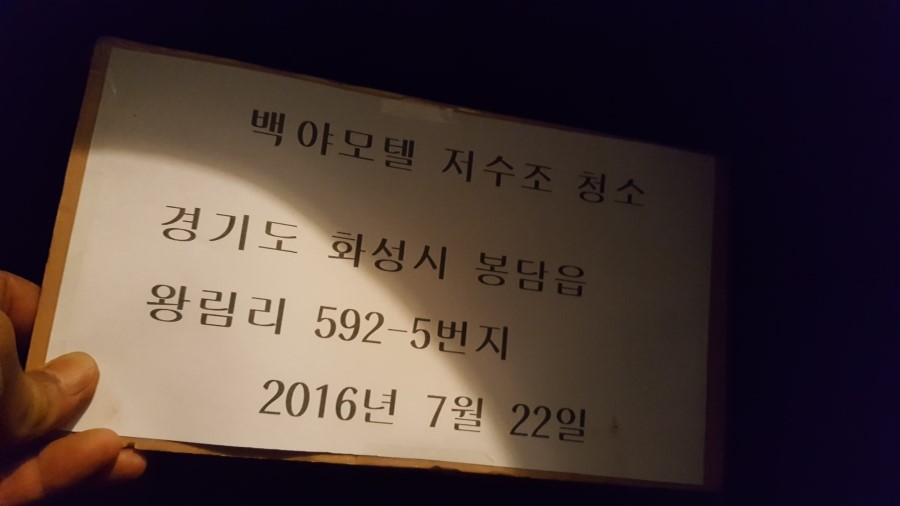 백야모텔 저수조 청소
경기도 화성시 봉담읍
왕림리 592-5번지
2016년 7월 22일